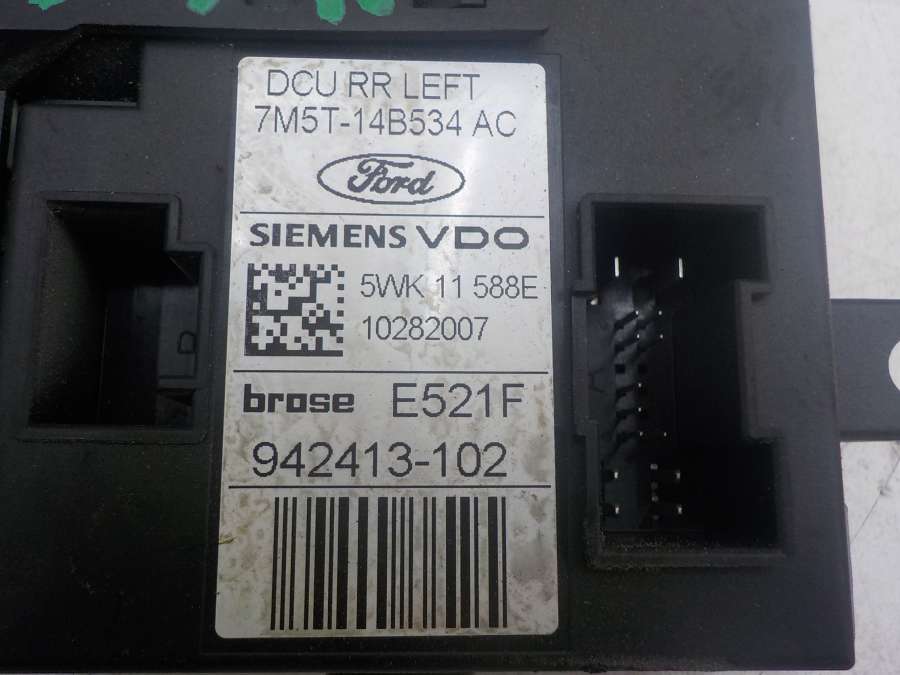 DCU RR LEFT
7M5T-14B534 AC
Ford
SIEMENS VDO
5WK 11 588E
10282007
brose E521F
942413-102